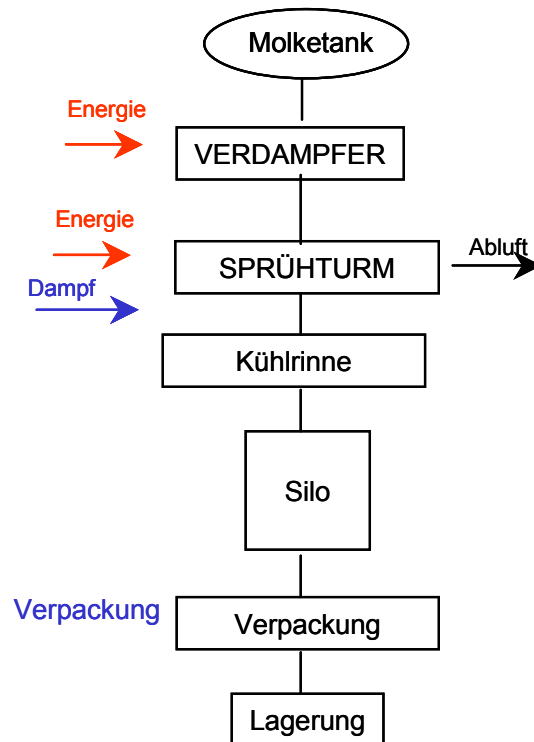 Molketank
Energie
VERDAMPFER
Energie
SPRÜHTURM
Abluft
Dampf
Kühlrinne
Silo
Verpackung
Verpackung
Lagerung